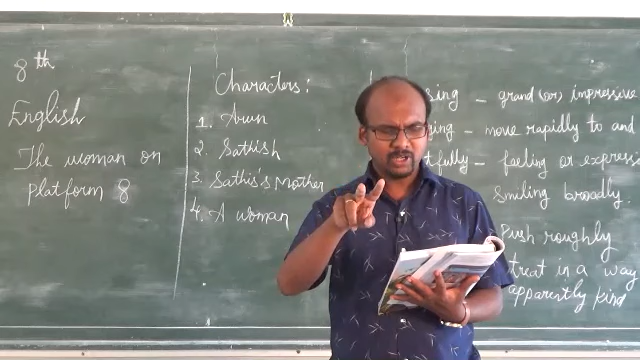 8th
English
The woman on
platform 8
Characters:
1. Arun
2. Sathish
3 Sathis's Mother
4. A woman
sing – grand (or) impressive
ging – move rapidly to and
tfully – feeling or express
Smiling broadly.
Push roughly
treat in a way
apparently kind